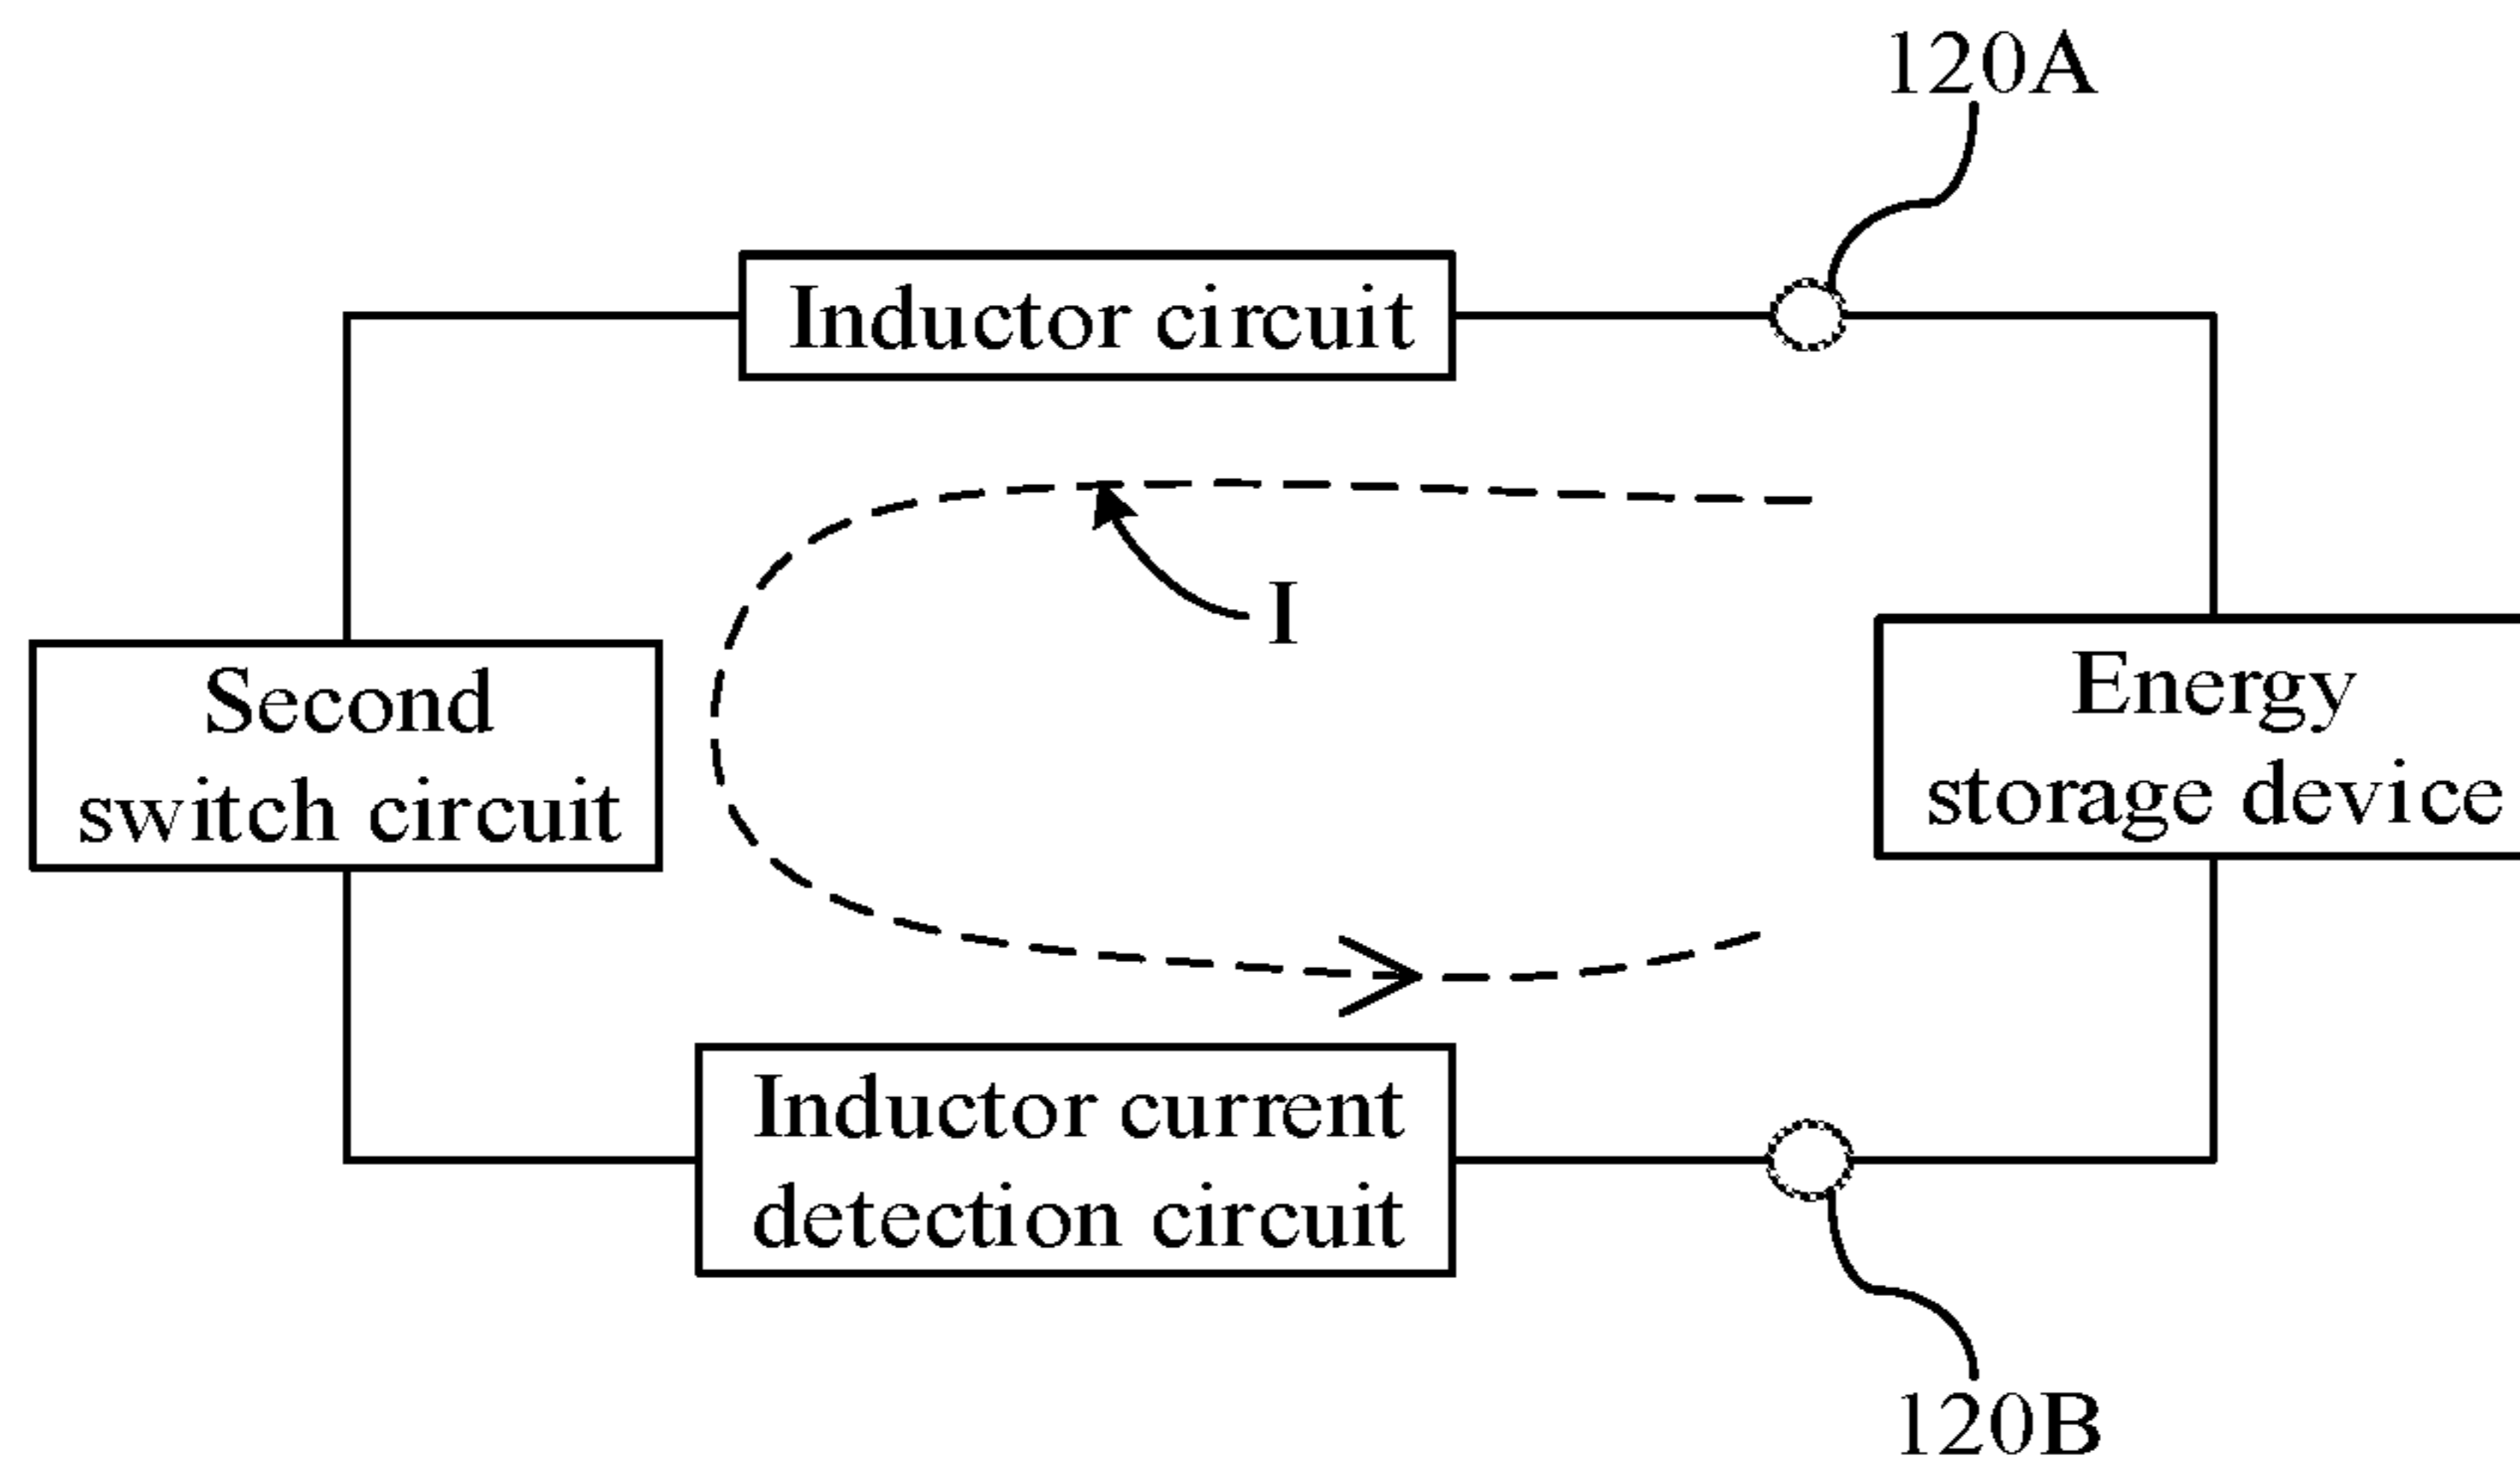 120A
Inductor circuit
I
Second
switch circuit
Energy
storage device
Inductor current
detection circuit
120B